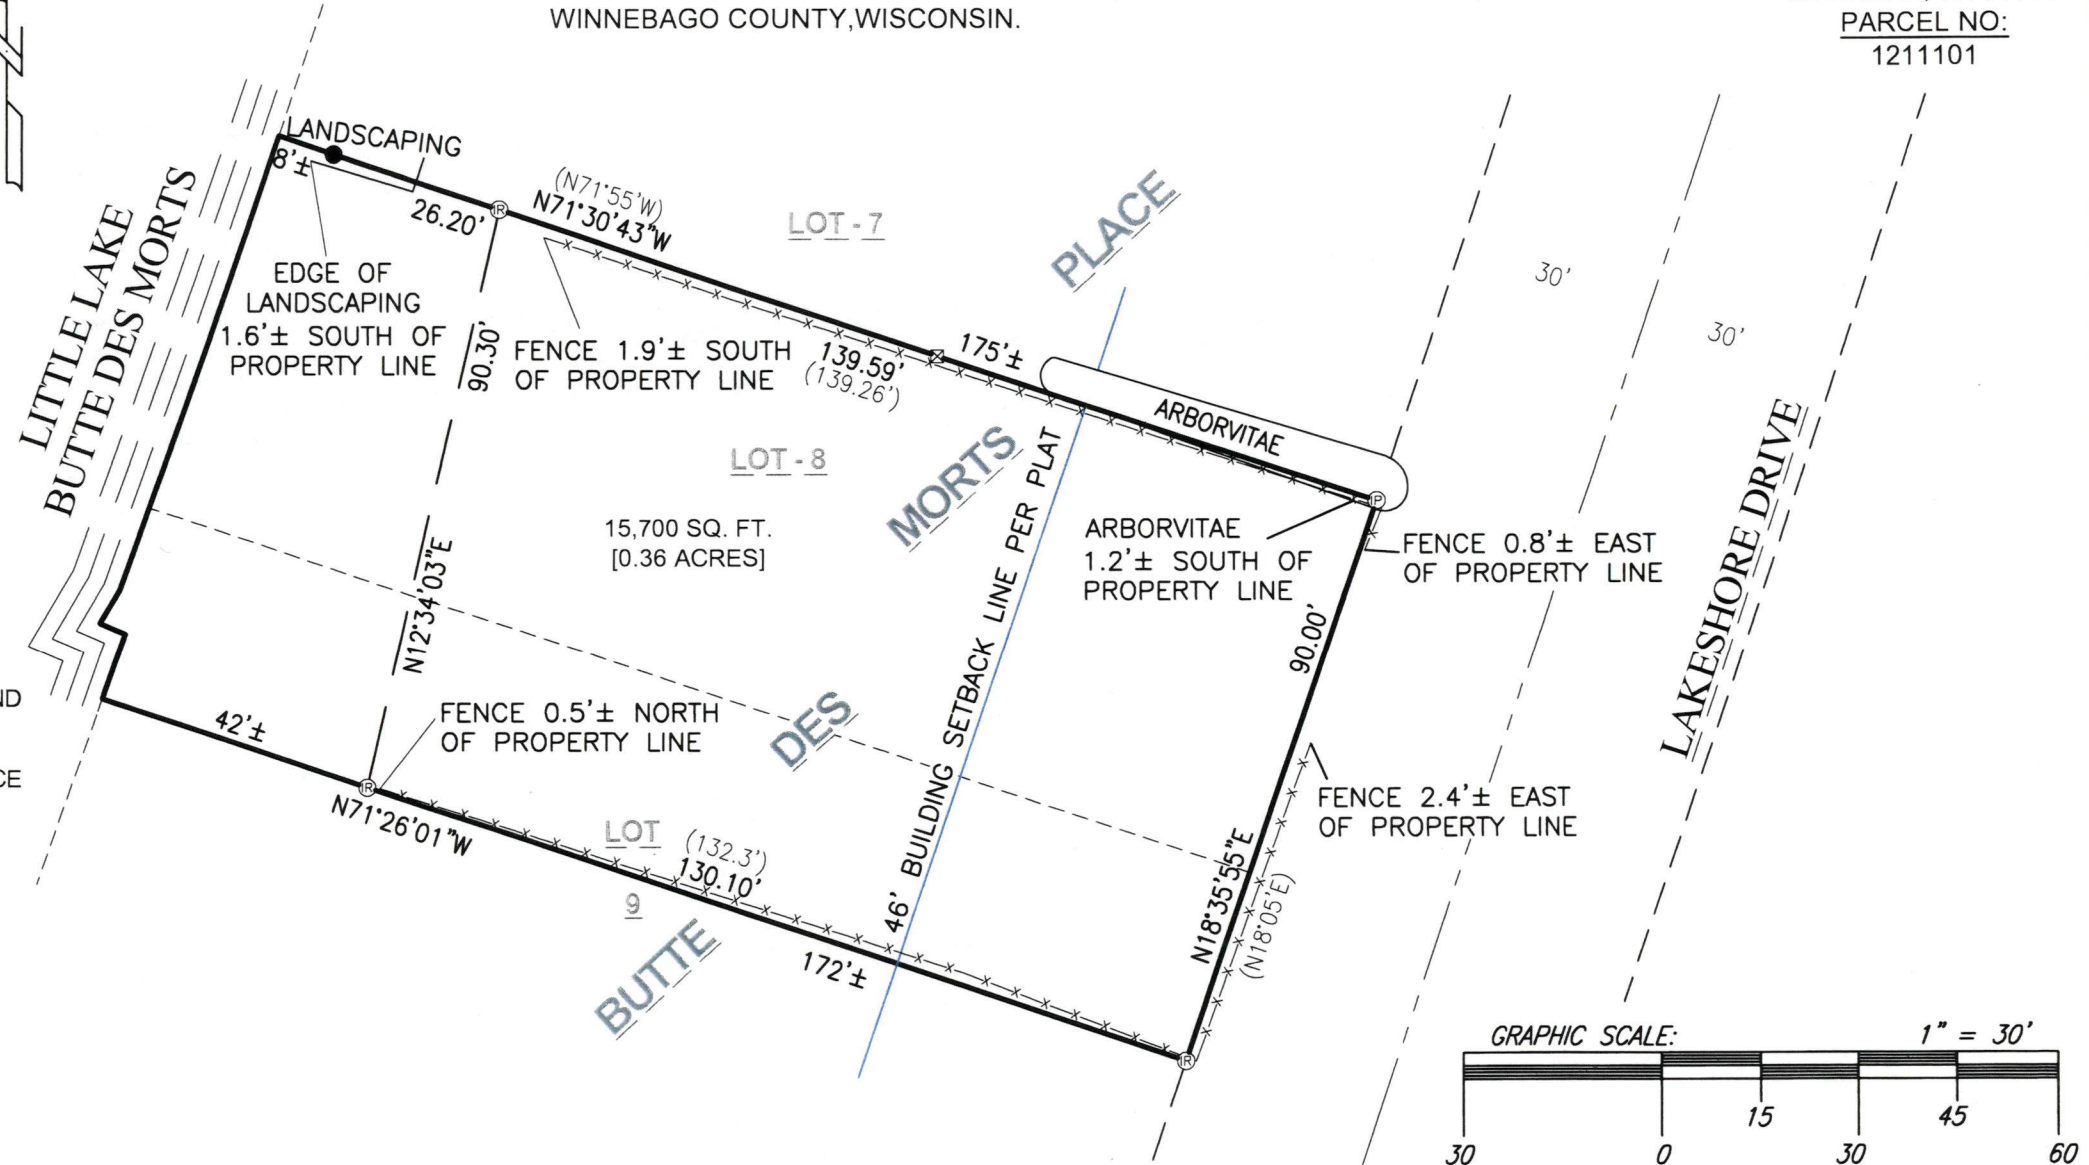 WINNEBAGO COUNTY,WISCONSIN.
PARCEL NO:
1211101
LANDSCAPING
8'±
26.20'
(N71°55'W)
N71°30'43"W
LOT - 7
PLACE
30'
30'
LITTLE LAKE
BUTTE DES MORTS
EDGE OF
LANDSCAPING
1.6'± SOUTH OF
PROPERTY LINE
90.30'
FENCE 1.9'± SOUTH
OF PROPERTY LINE
139.59'
(139.26')
175'±
ARBORVITAE
LOT - 8
MORTS
15,700 SQ. FT.
[0.36 ACRES]
ARBORVITAE
1.2'± SOUTH OF
PROPERTY LINE
FENCE 0.8'± EAST
OF PROPERTY LINE
LAKESHORE DRIVE
N12°34'03"E
90.00'
46' BUILDING SETBACK LINE PER PLAT
ND
CE
42'±
FENCE 0.5'± NORTH
OF PROPERTY LINE
DES
FENCE 2.4'± EAST
OF PROPERTY LINE
IR
IR
IP
IR
N71°26'01"W
LOT
9
(132.3')
130.10'
172'±
BUTTE
N18°35'55"E
(N18°05'E)
GRAPHIC SCALE:
1" = 30'
15
45
30
0
30
60